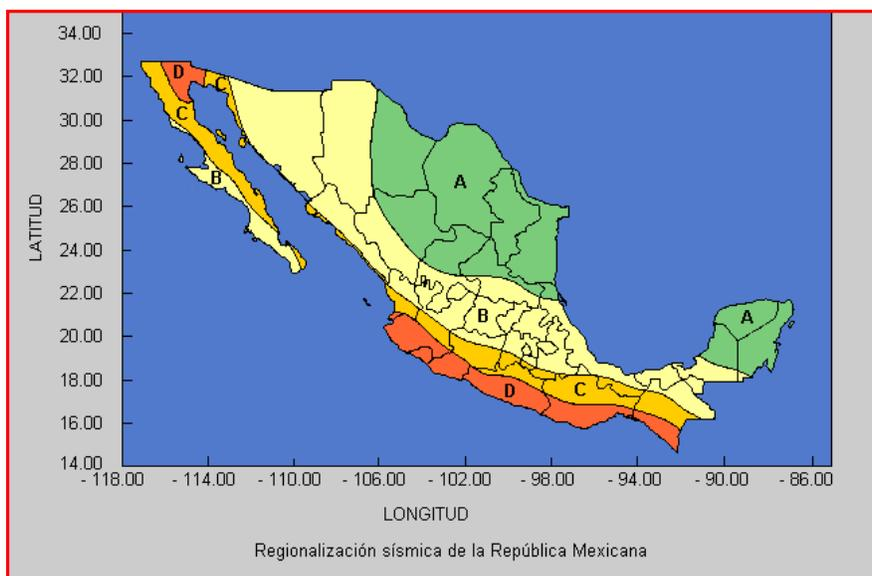 34.00
32.00
30.00
28.00
26.00
24.00
22.00
20.00
18.00
16.00
14.00
LATITUD
D
C
C
A
B
A
B
D
C
- 118.00 - 114.00 - 110.00 - 106.00 - 102.00 - 98.00 - 94.00 - 90.00 - 86.00
LONGITUD
Regionalización sísmica de la República Mexicana